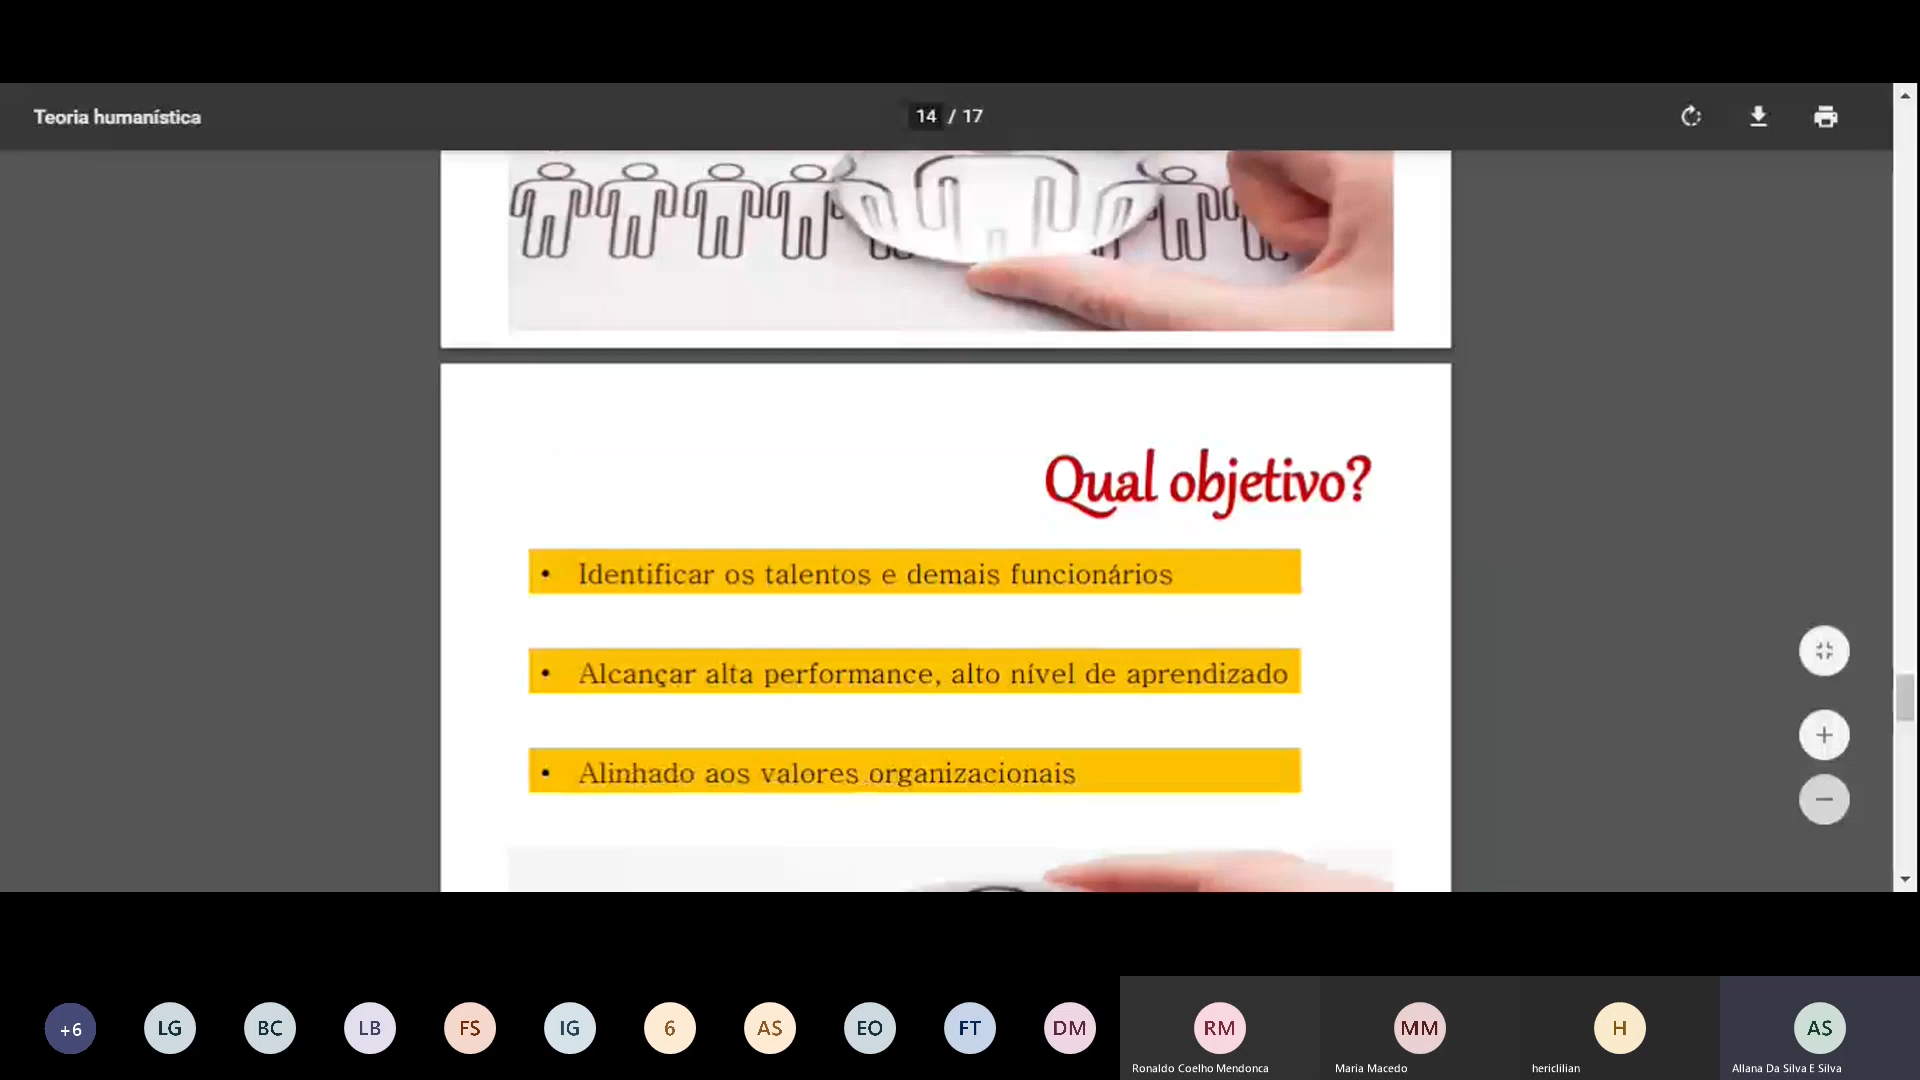 Teoria humanística
14 / 17
Qual objetivo?
• Identificar os talentos e demais funcionários
• Alcançar alta performance, alto nível de aprendizado
• Alinhado aos valores organizacionais
+6 LG BC LB FS IG 6 AS EO FT DM RM MM H AS
Ronaldo Coelho Mendonca Maria Macedo hericlilian Allana Da Silva E Silva